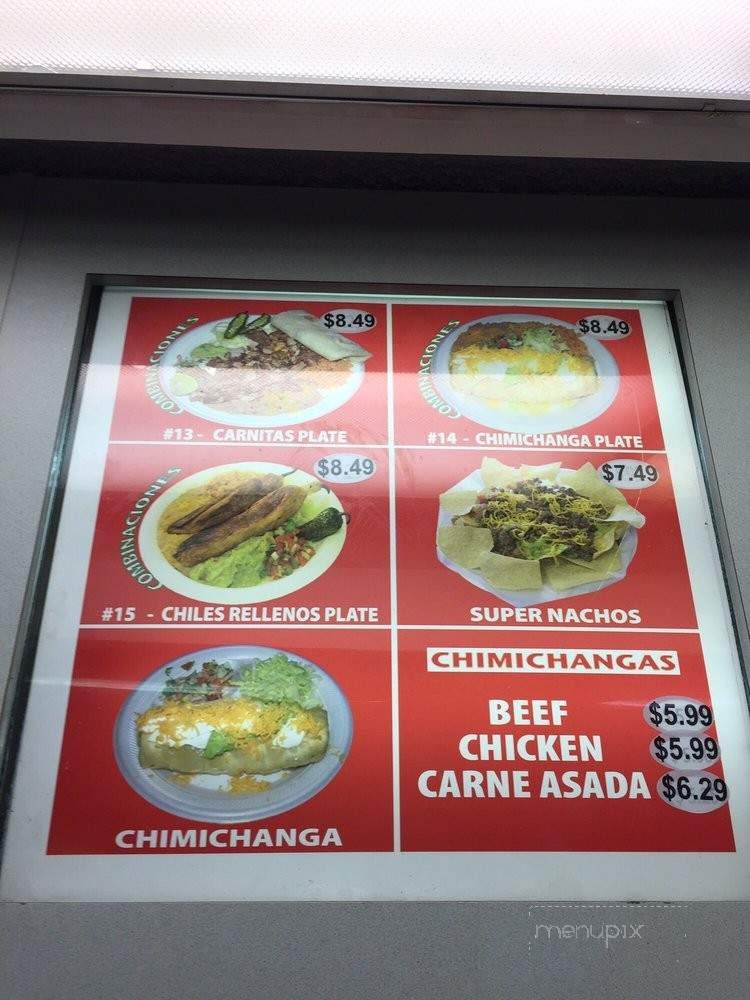 COMBINACIONES
$8.49
#13 - CARNITAS PLATE
COMBINACIONES
$8.49
#14 - CHIMICHANGA PLATE
COMBINACIONES
$8.49
#15 - CHILES RELLENOS PLATE
$7.49
SUPER NACHOS
CHIMICHANGA
CHIMICHANGAS
BEEF $5.99
CHICKEN $5.99
CARNE ASADA $6.29
menupix